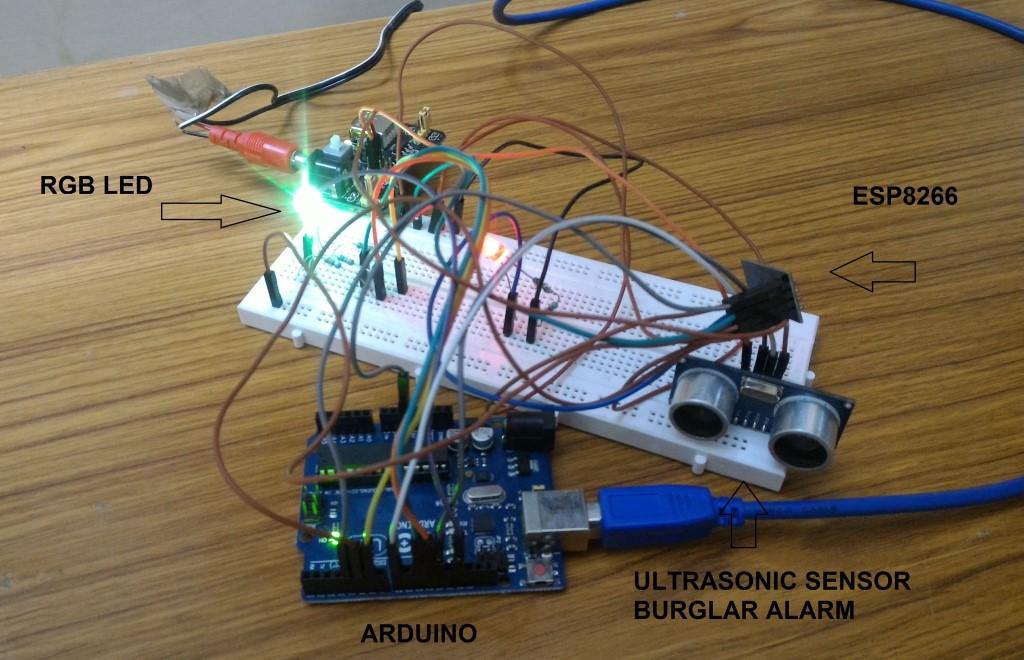 RGB LED
ESP8266
ULTRASONIC SENSOR
BURGLAR ALARM
ARDUINO